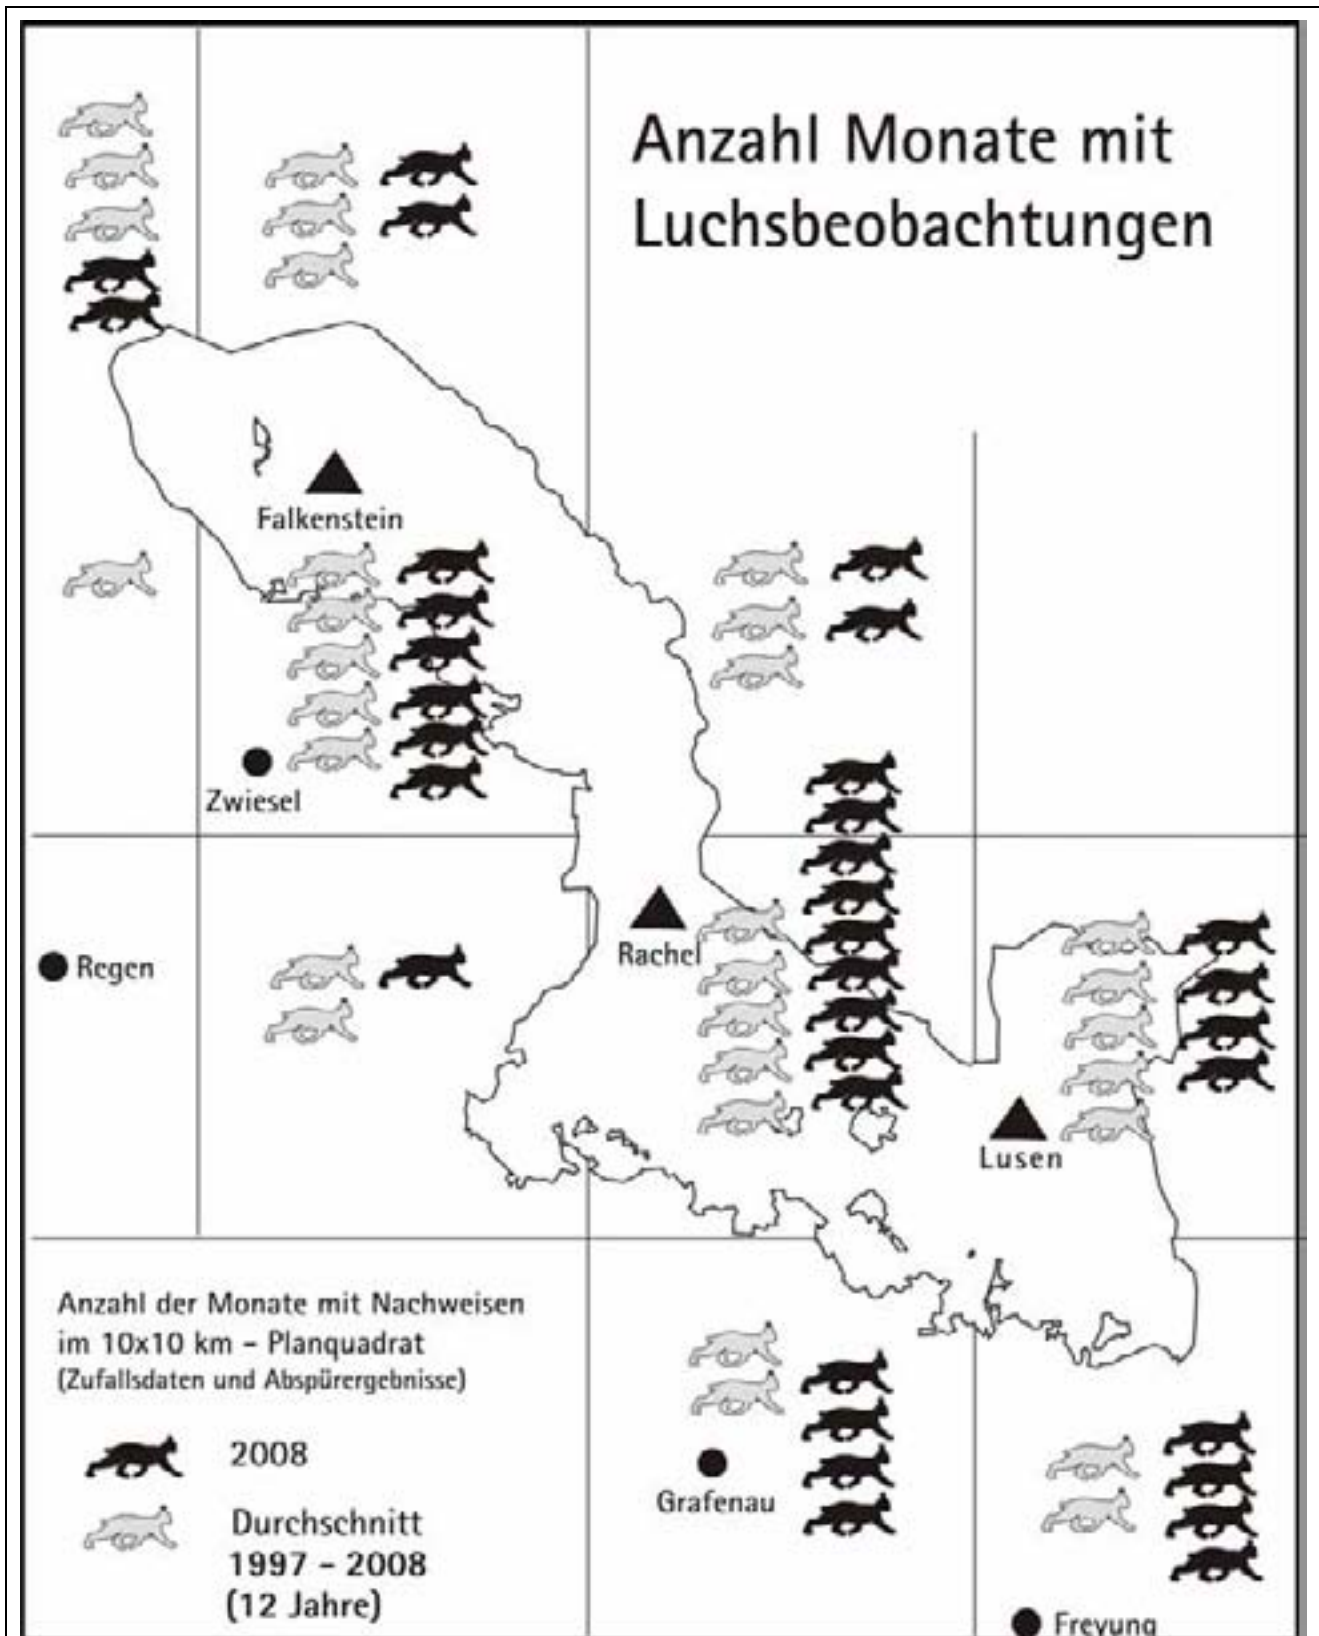 Anzahl Monate mit
Luchsbeobachtungen
Falkenstein
Zwiesel
Regen
Rachel
Lusen
Anzahl der Monate mit Nachweisen
im 10x10 km - Planquadrat
(Zufallsdaten und Abspürergebnisse)
2008
Durchschnitt
1997 - 2008
(12 Jahre)
Grafenau
Freyung